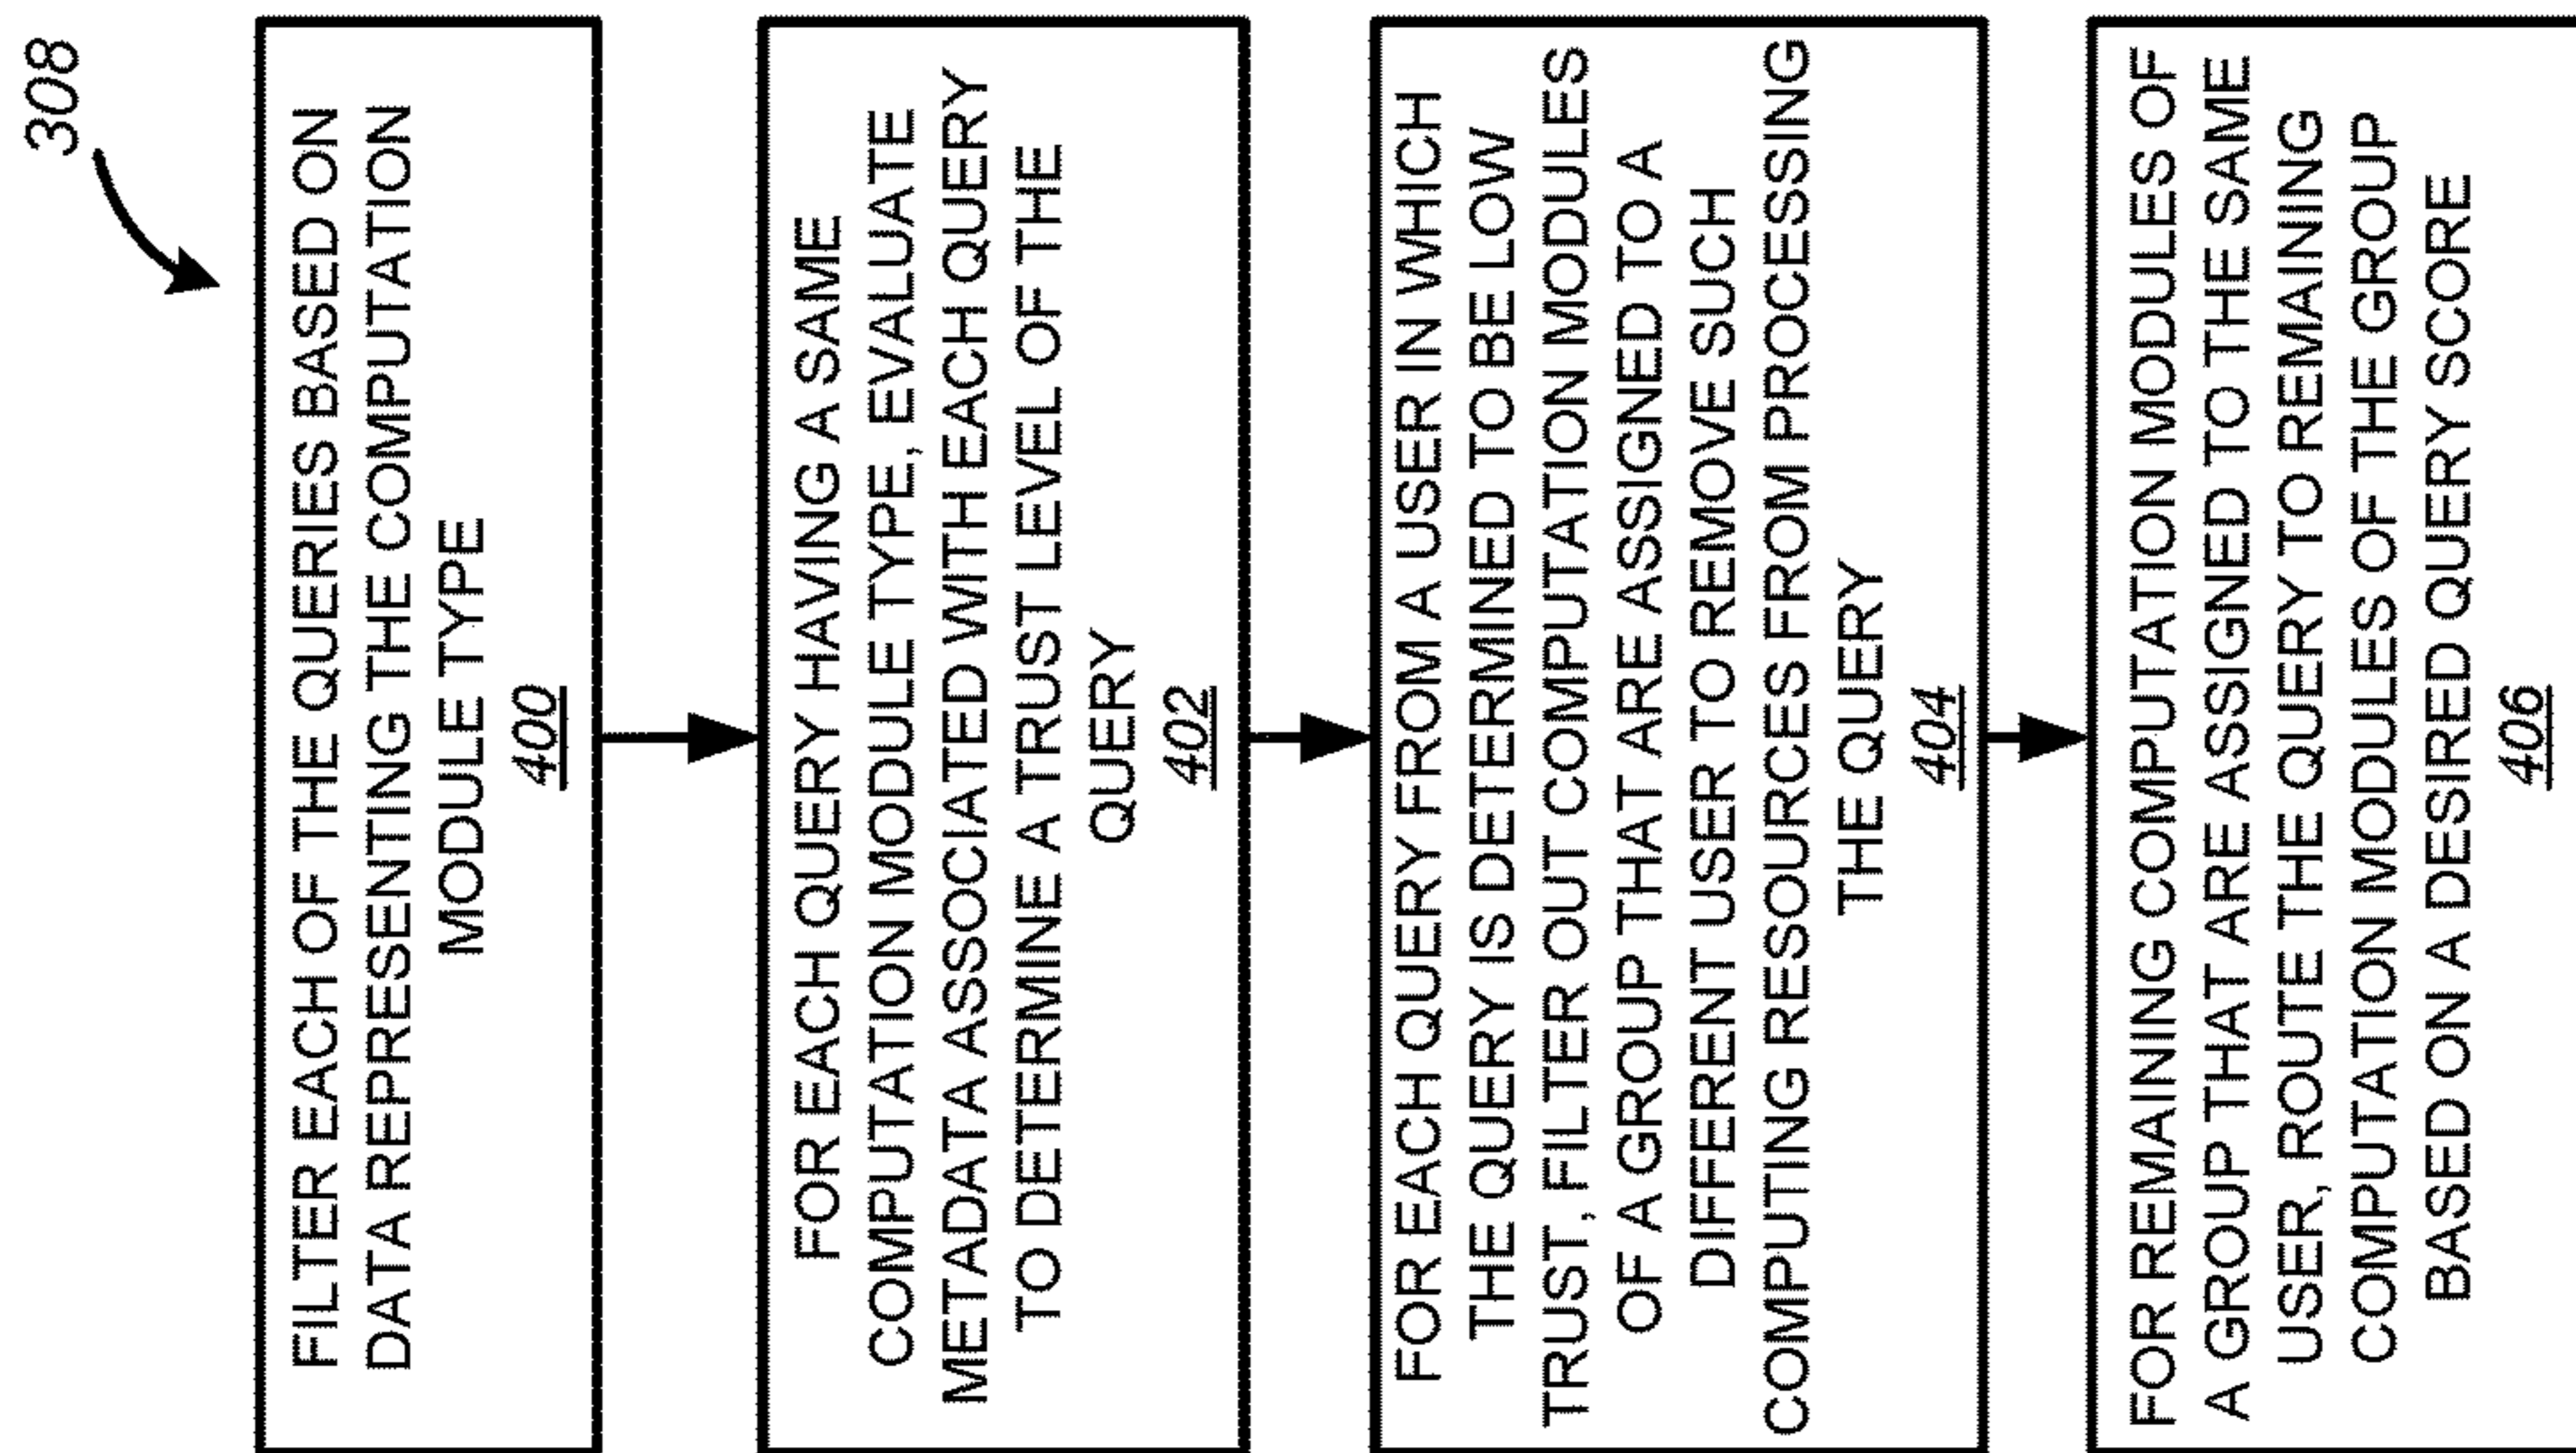 308
FILTER EACH OF THE QUERIES BASED ON
DATA REPRESENTING THE COMPUTATION
MODULE TYPE
400
FOR EACH QUERY HAVING A SAME
COMPUTATION MODULE TYPE, EVALUATE
METADATA ASSOCIATED WITH EACH QUERY
TO DETERMINE A TRUST LEVEL OF THE
QUERY
402
FOR EACH QUERY FROM A USER IN WHICH
THE QUERY IS DETERMINED TO BE LOW
TRUST, FILTER OUT COMPUTATION MODULES
OF A GROUP THAT ARE ASSIGNED TO A
DIFFERENT USER TO REMOVE SUCH
COMPUTING RESOURCES FROM PROCESSING
THE QUERY
404
FOR REMAINING COMPUTATION MODULES OF
A GROUP THAT ARE ASSIGNED TO THE SAME
USER, ROUTE THE QUERY TO REMAINING
COMPUTATION MODULES OF THE GROUP
BASED ON A DESIRED QUERY SCORE
406